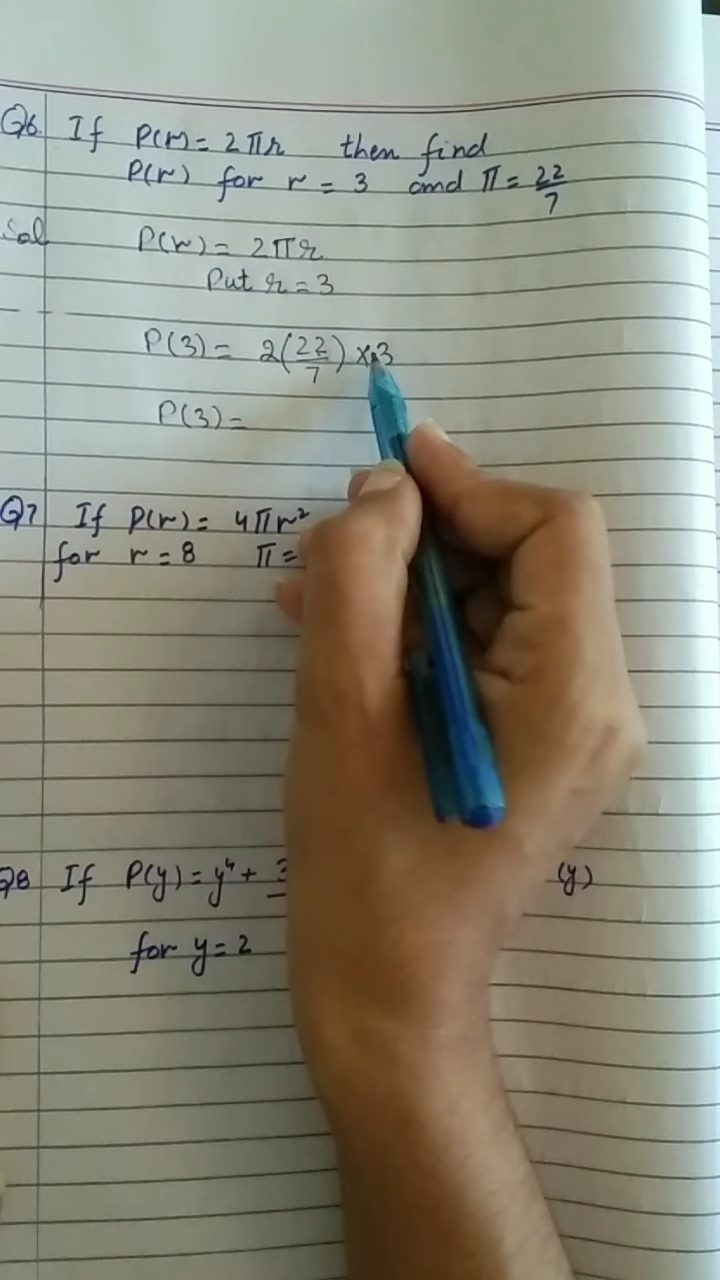 Q6 If P(r) = 2πr then find
P(r) for r = 3 and π = 22/7
Sol P(r) = 2πr
Put r = 3
P(3) = 2(22/7) × 3
P(3) =
Q7 If P(r) = 4πr²
for r = 8 π =
Q8 If P(y) = y⁴ + 3 (y)
for y = 2